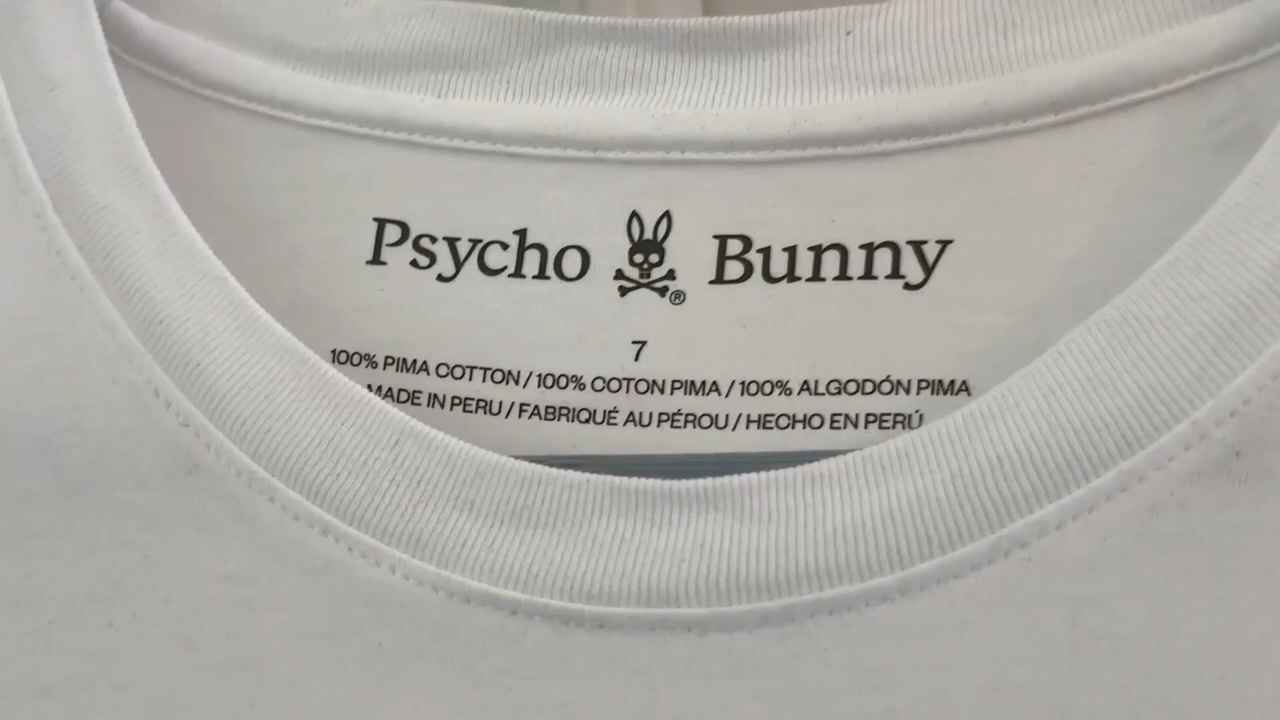 Psycho Bunny
®
7
100% PIMA COTTON / 100% COTON PIMA / 100% ALGODÓN PIMA
MADE IN PERU / FABRIQUÉ AU PÉROU / HECHO EN PERÚ